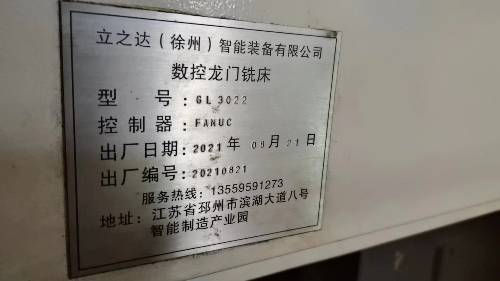 立之达（徐州）智能装备有限公司
数控龙门铣床
型 号：GL3022
控制器：FANUC
出厂日期：2021年 08月 21日
出厂编号：20210821
服务热线：13559591273
地址：江苏省邳州市滨湖大道八号
智能制造产业园